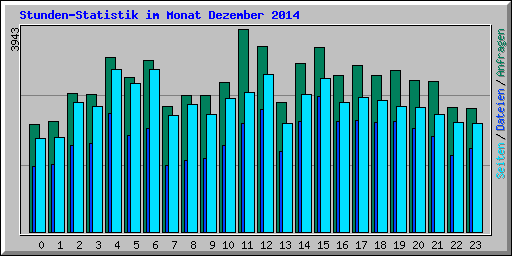 Stunden-Statistik im Monat Dezember 2014
3943
Seiten / Dateien / Anfragen
0 1 2 3 4 5 6 7 8 9 10 11 12 13 14 15 16 17 18 19 20 21 22 23